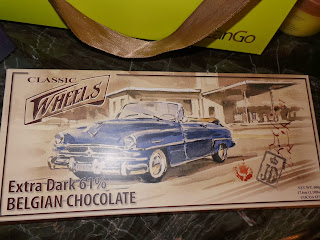 CLASSIC
WHEELS
Extra Dark 61%
BELGIAN CHOCOLATE